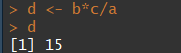 > d <- b*c/a
> d
[1] 15